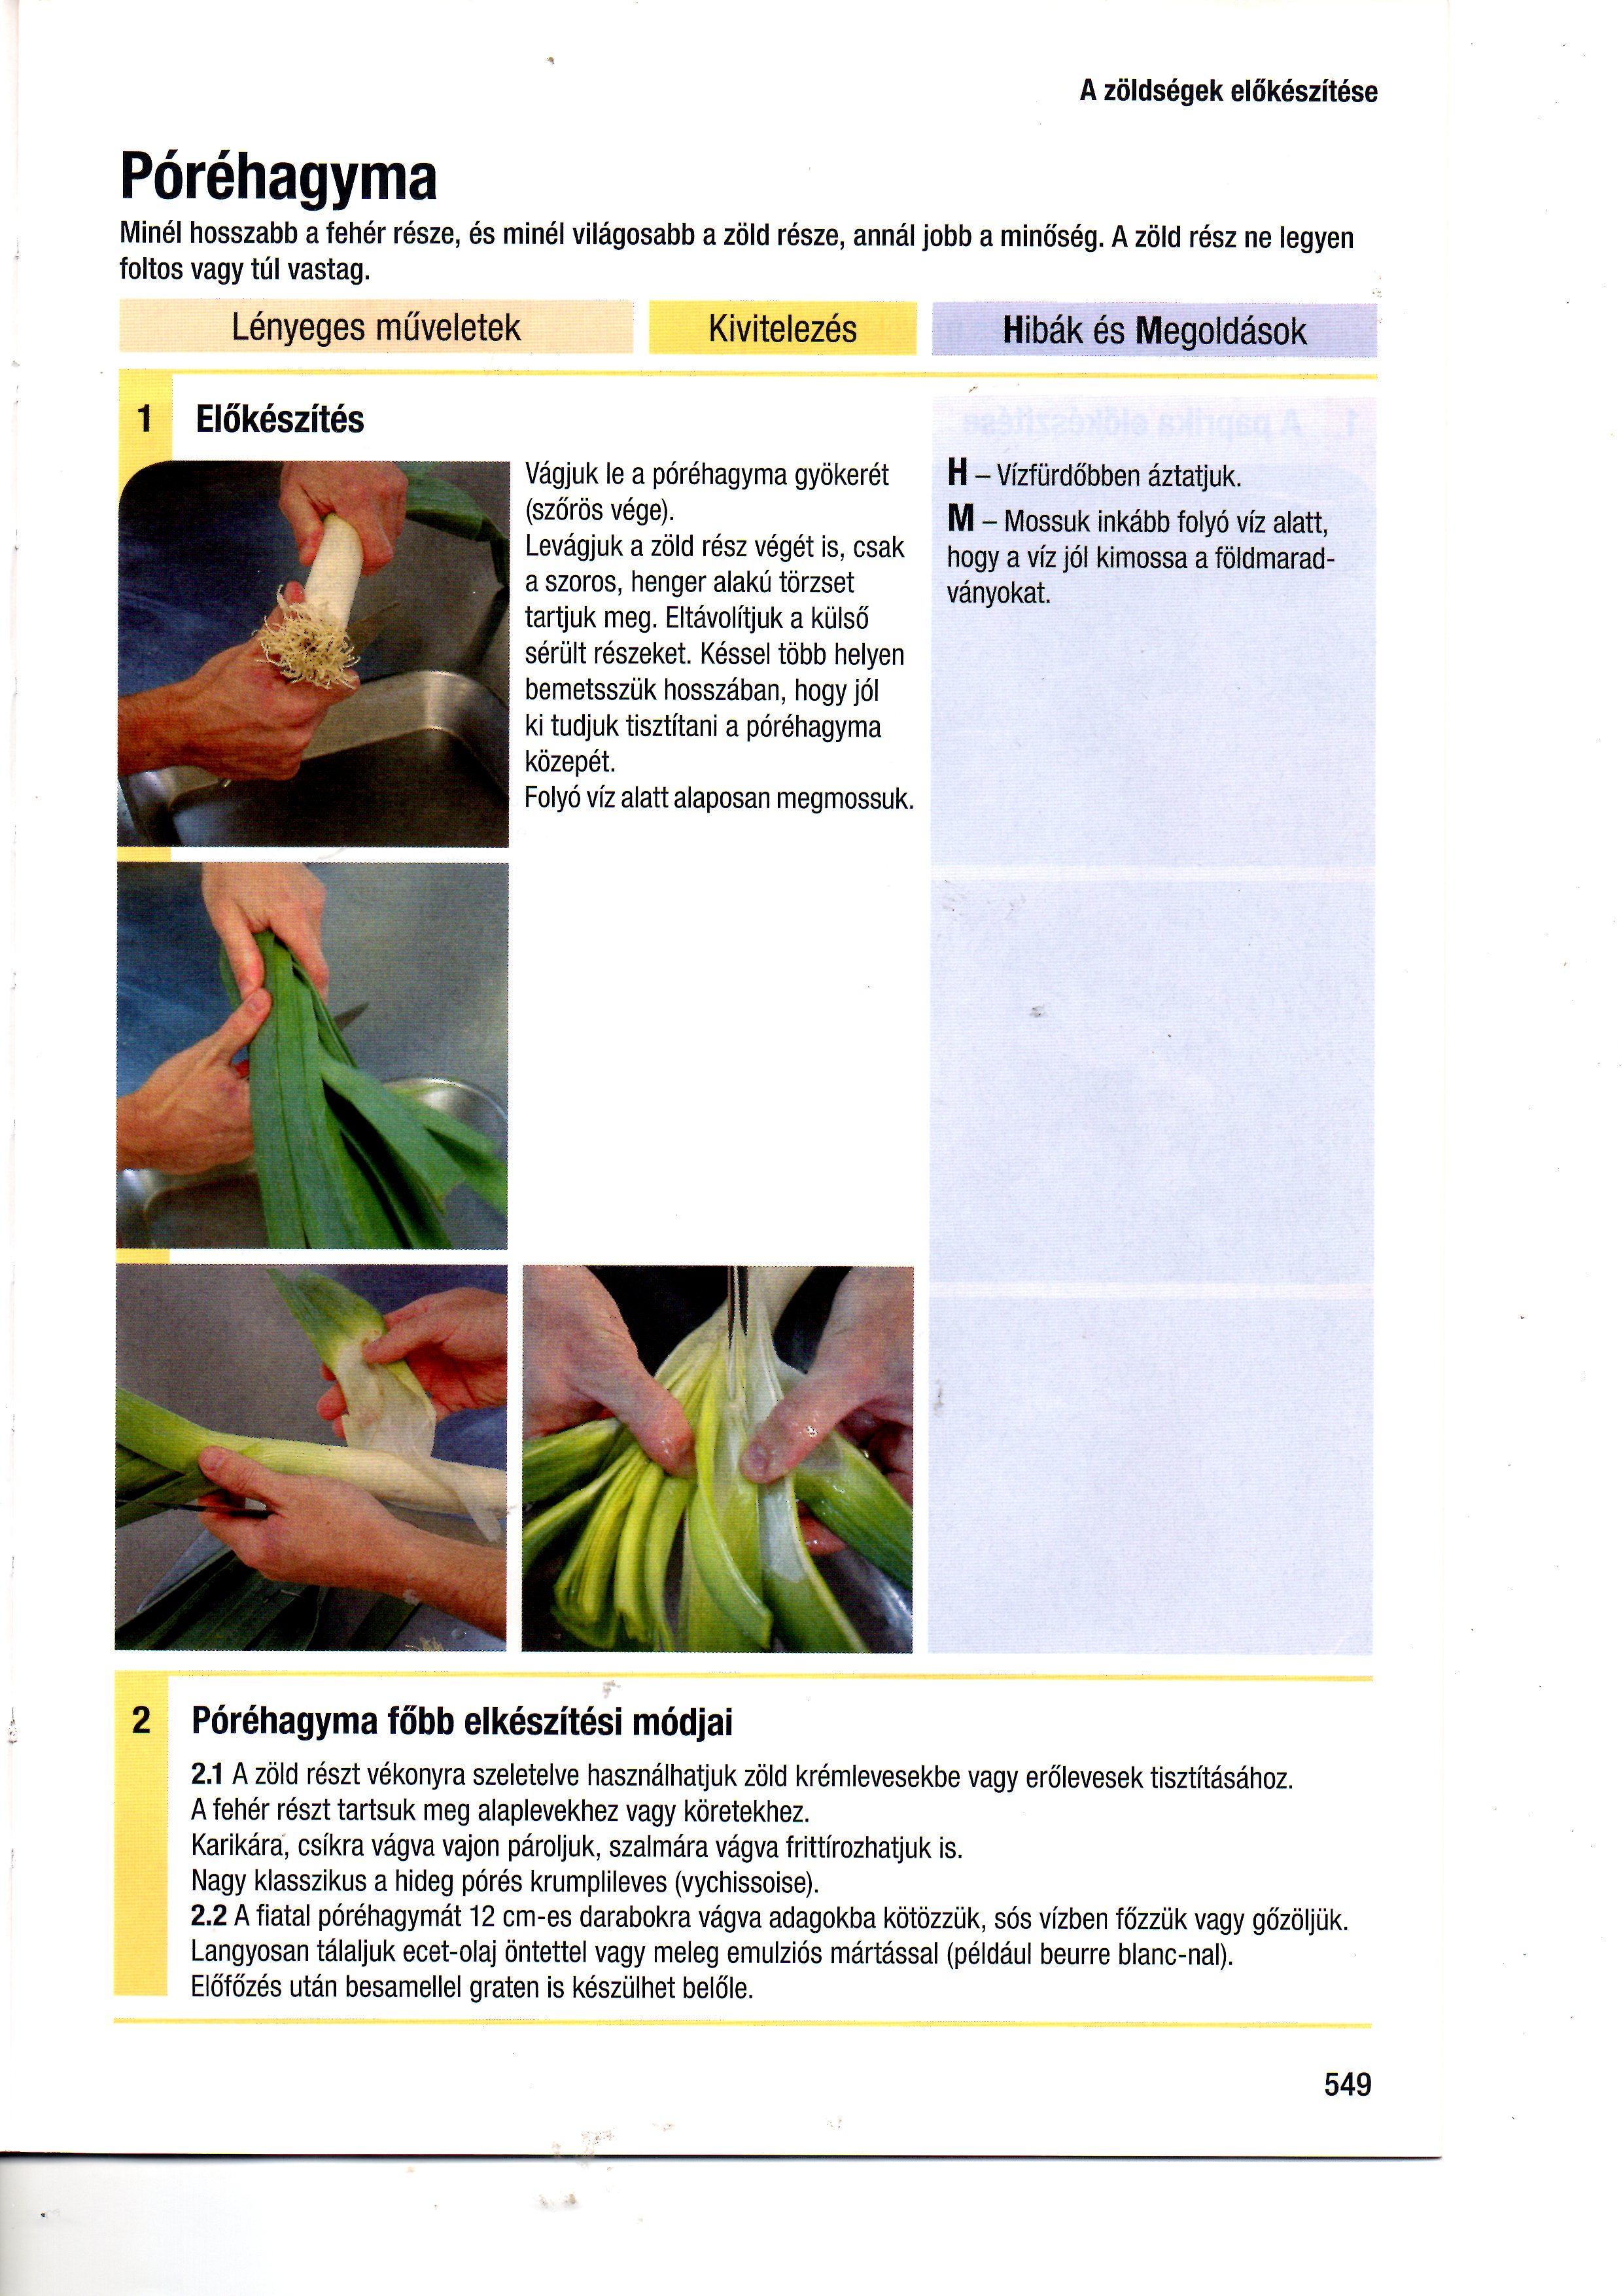 A zöldségek előkészítése
Póréhagyma
Minél hosszabb a fehér része, és minél világosabb a zöld része, annál jobb a minőség. A zöld rész ne legyen
foltos vagy túl vastag.
Lényeges műveletek
Kivitelezés
Hibák és Megoldások
1 Előkészítés
Vágjuk le a póréhagyma gyökerét
(szőrös vége).
Levágjuk a zöld rész végét is, csak
a szoros, henger alakú törzset
tartjuk meg. Eltávolítjuk a külső
sérült részeket. Késsel több helyen
bemetsszük hosszában, hogy jól
ki tudjuk tisztítani a póréhagyma
közepét.
Folyó víz alatt alaposan megmossuk.
H – Vízfürdőbben áztatjuk.
M – Mossuk inkább folyó víz alatt,
hogy a víz jól kimossa a földmarad-
ványokat.
2 Póréhagyma főbb elkészítési módjai
2.1 A zöld részt vékonyra szeletelve használhatjuk zöld krémlevesekbe vagy erőlevesek tisztításához.
A fehér részt tartsuk meg alaplevekhez vagy köretekhez.
Karikára, csíkra vágva vajon pároljuk, szalmára vágva frittírozhatjuk is.
Nagy klasszikus a hideg pórés krumplileves (vychissoise).
2.2 A fiatal póréhagymát 12 cm-es darabokra vágva adagokba kötözzük, sós vízben főzzük vagy gőzöljük.
Langyosan tálaljuk ecet-olaj öntettel vagy meleg emulziós mártással (például beurre blanc-nal).
Előfőzés után besamellel graten is készülhet belőle.
549